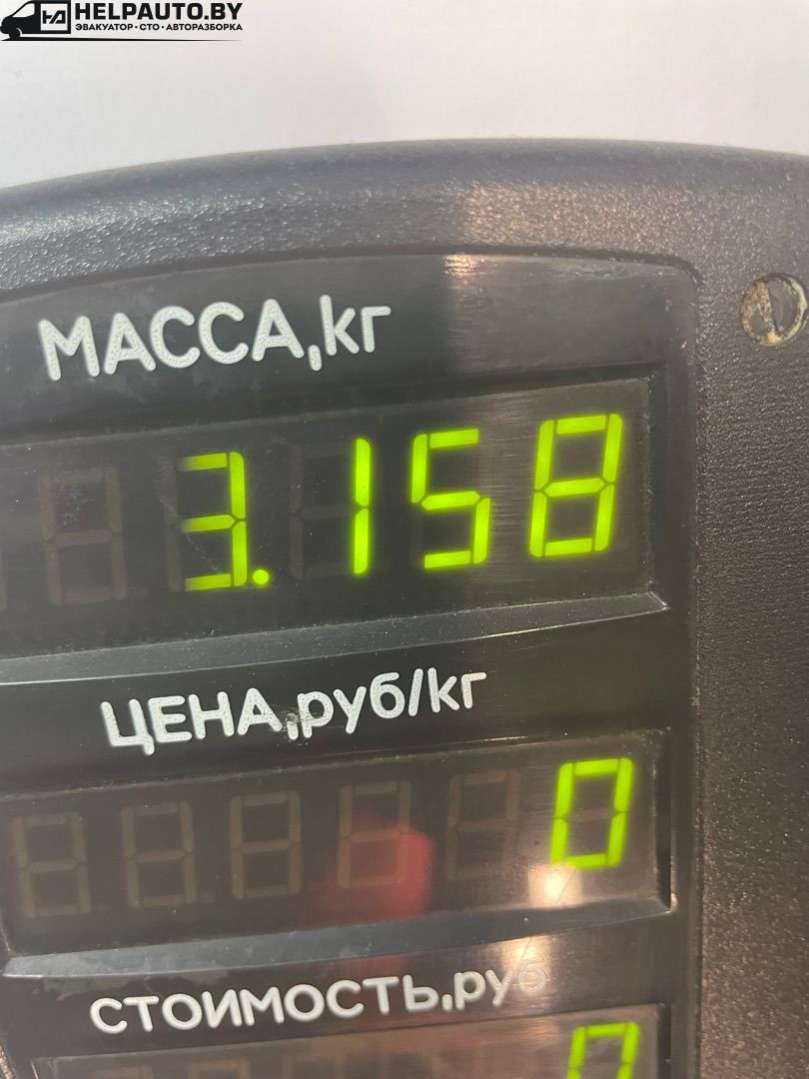 HELPAUTO.BY
ЭВАКУАТОР • СТО • АВТОРАЗБОРКА
МАССА,кг
3.158
ЦЕНА,руб/кг
0
СТОИМОСТЬ,руб
0